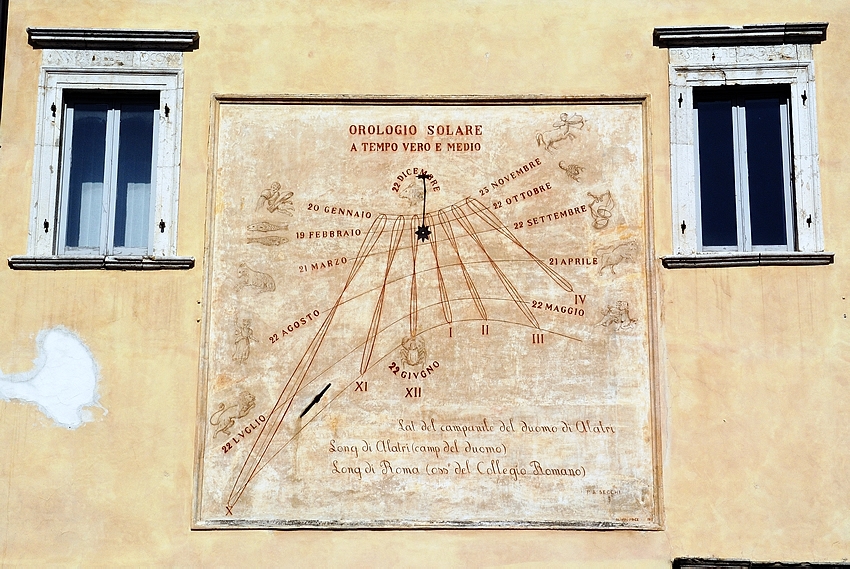 OROLOGIO SOLARE
A TEMPO VERO E MEDIO
22 DICEMBRE
23 NOVEMBRE
20 GENNAIO
22 OTTOBRE
19 FEBBRAIO
22 SETTEMBRE
21 MARZO
21 APRILE
IV
22 MAGGIO
22 AGOSTO
I
II
III
22 GIUGNO
XI
XII
22 LUGLIO
Lat del campanile del duomo di Alatri
Long di Alatri (camp del duomo)
Long di Roma (oss° del Collegio Romano)
P. A. SECCHI
X